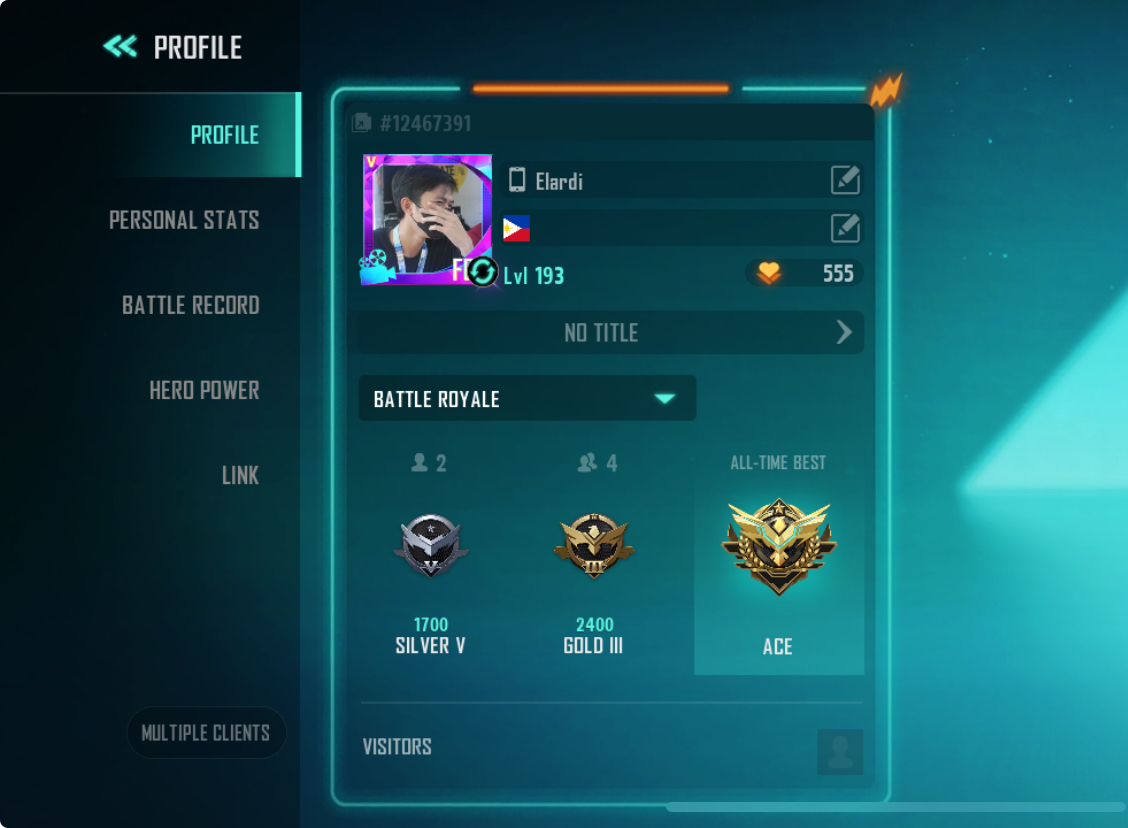 PROFILE
PROFILE
PERSONAL STATS
BATTLE RECORD
HERO POWER
LINK
MULTIPLE CLIENTS
#12467391
V
Elardi
Lvl 193
555
NO TITLE
BATTLE ROYALE
2
4
ALL-TIME BEST
V
III
1700
2400
SILVER V
GOLD III
ACE
VISITORS